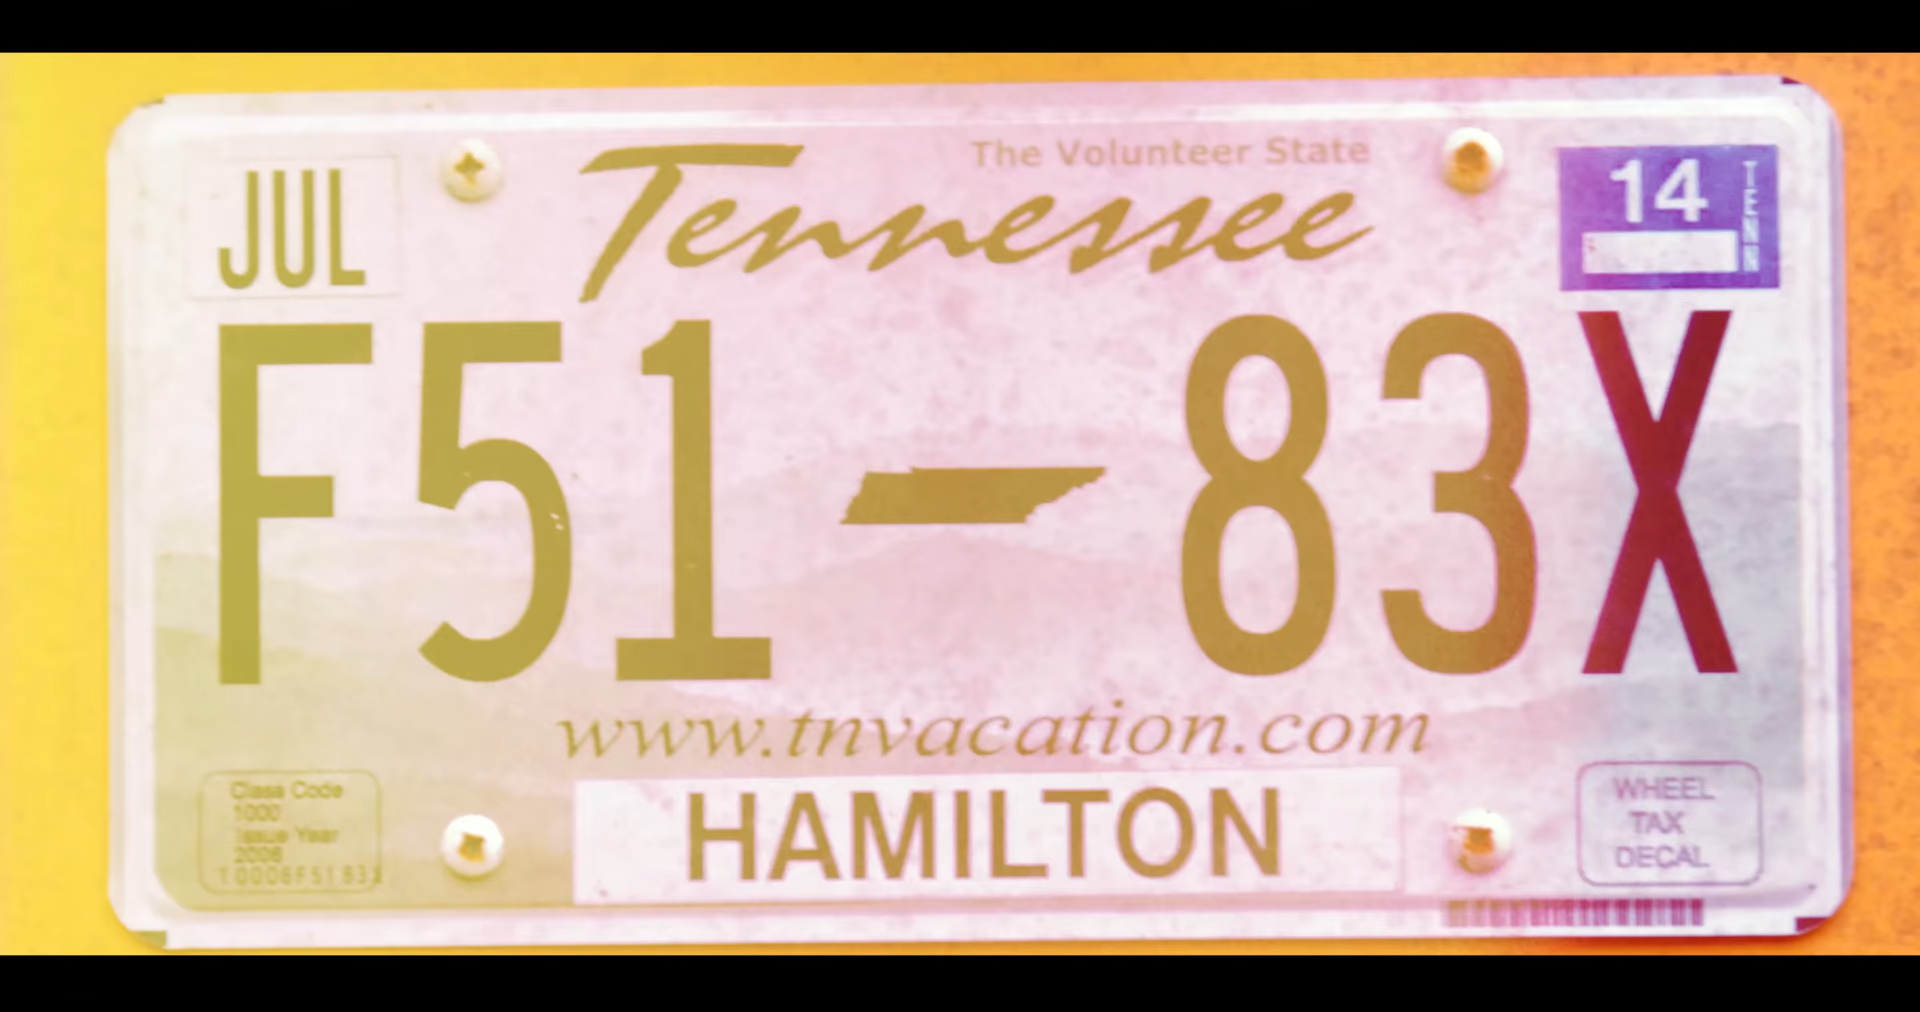 The Volunteer State
JUL
Tennessee
14
TENN
F51-83X
www.tnvacation.com
Class Code
1000
Issue Year
2006
T0006F5183X
HAMILTON
WHEEL
TAX
DECAL